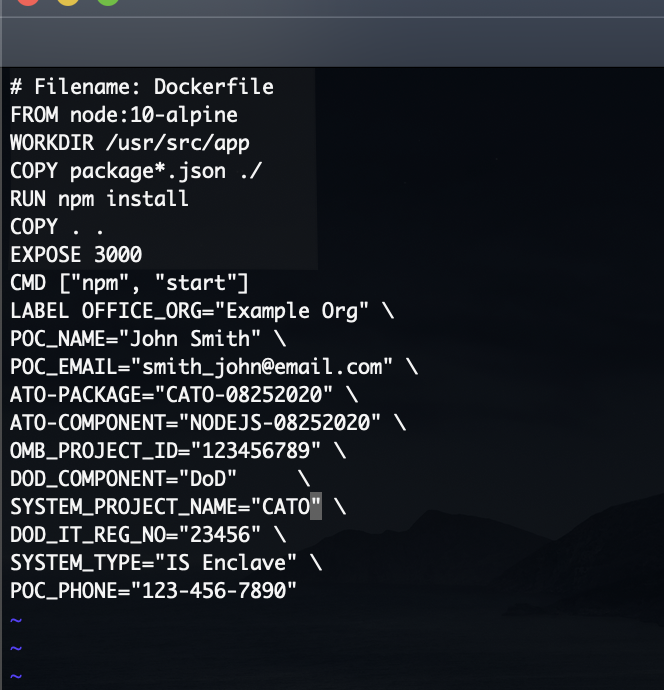 # Filename: Dockerfile
FROM node:10-alpine
WORKDIR /usr/src/app
COPY package*.json ./
RUN npm install
COPY . .
EXPOSE 3000
CMD ["npm", "start"]
LABEL OFFICE_ORG="Example Org" \
POC_NAME="John Smith" \
POC_EMAIL="smith_john@email.com" \
ATO-PACKAGE="CATO-08252020" \
ATO-COMPONENT="NODEJS-08252020" \
OMB_PROJECT_ID="123456789" \
DOD_COMPONENT="DoD"     \
SYSTEM_PROJECT_NAME="CATO" \
DOD_IT_REG_NO="23456" \
SYSTEM_TYPE="IS Enclave" \
POC_PHONE="123-456-7890"
~
~
~